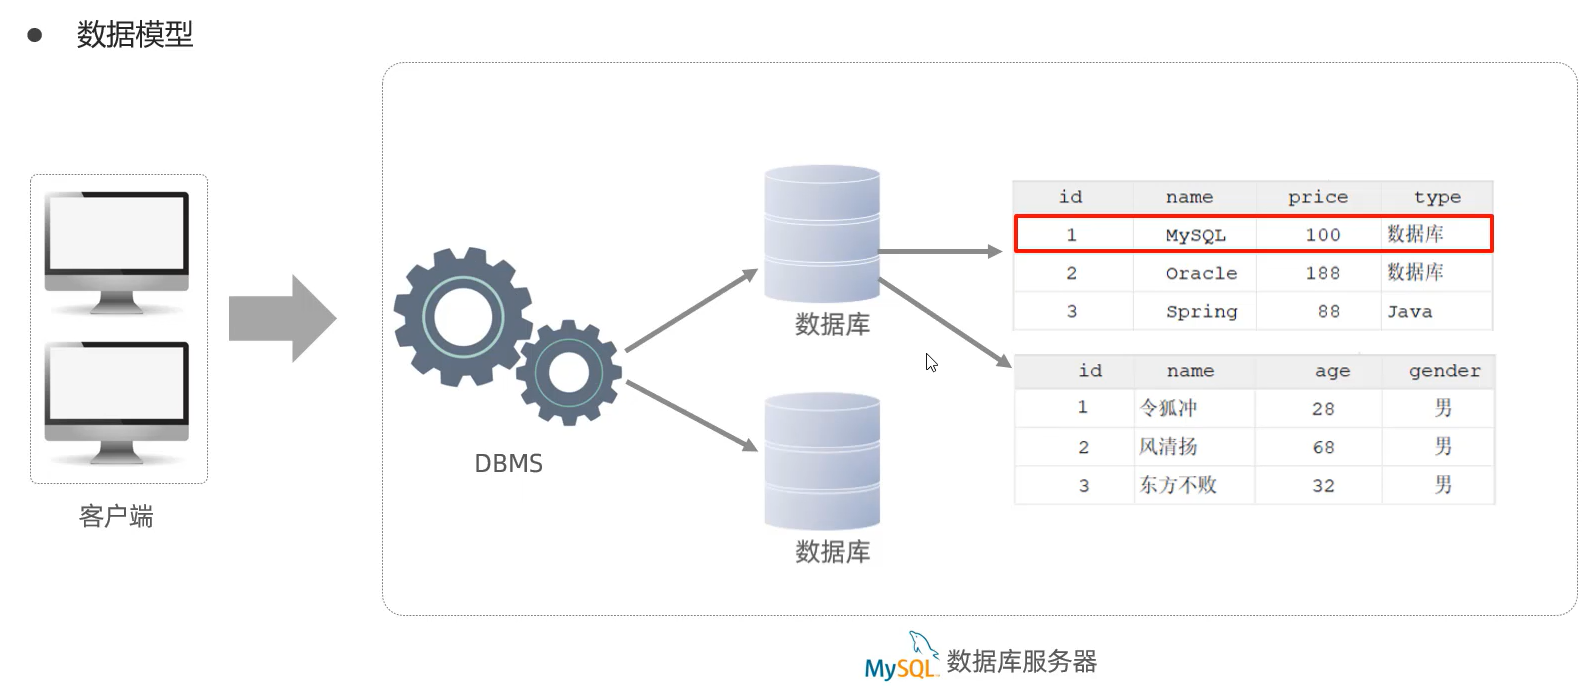 ● 数据模型
客户端
DBMS
数据库
数据库
id name price type
1 MySQL 100 数据库
2 Oracle 188 数据库
3 Spring 88 Java
id name age gender
1 令狐冲 28 男
2 风清扬 68 男
3 东方不败 32 男
MySQL 数据库服务器